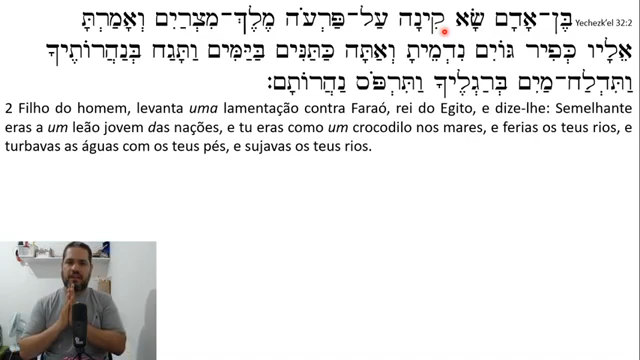 בֶּן־אָדָם שָׂא קִינָה עַל־פַּרְעֹה מֶלֶךְ־מִצְרַיִם וְאָמַרְתָּ Yechezk'el 32:2
אֵלָיו כְּפִיר גּוֹיִם נִדְמֵיתָ וְאַתָּה כַּתַּנִּים בַּיַּמִּים וַתָּגַח בְּנַהֲרוֹתֶיךָ
וַתִּדְלַח־מַיִם בְּרַגְלֶיךָ וַתִּרְפֹּס נַהֲרוֹתָם׃
2 Filho do homem, levanta uma lamentação contra Faraó, rei do Egito, e dize-lhe: Semelhante
eras a um leão jovem das nações, e tu eras como um crocodilo nos mares, e ferias os teus rios, e
turbavas as águas com os teus pés, e sujavas os teus rios.